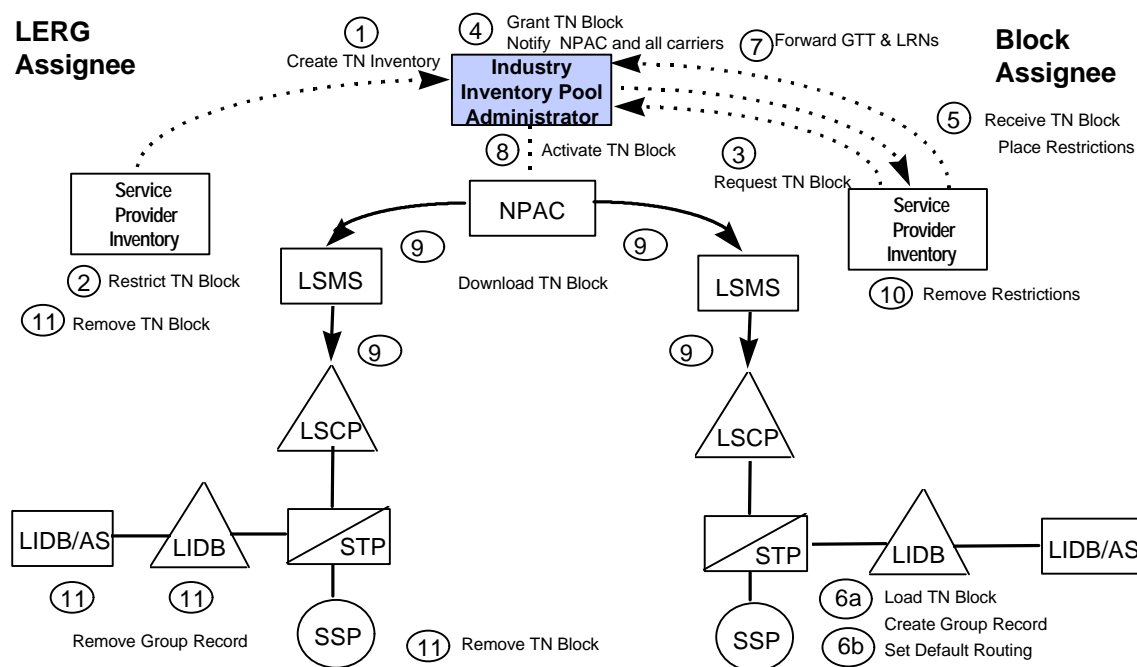 LERG
Assignee
1
Create TN Inventory
4
Grant TN Block
Notify NPAC and all carriers
7
Forward GTT & LRNs
Block
Assignee
Industry
Inventory Pool
Administrator
5
Receive TN Block
Place Restrictions
8
Activate TN Block
3
Request TN Block
Service
Provider
Inventory
NPAC
Service
Provider
Inventory
2
Restrict TN Block
9
9
LSMS
Download TN Block
LSMS
10
Remove Restrictions
11
Remove TN Block
9
9
LSCP
LSCP
LIDB/AS
LIDB
STP
STP
LIDB
LIDB/AS
11
11
Remove Group Record
SSP
11
Remove TN Block
SSP
6a
Load TN Block
Create Group Record
6b
Set Default Routing